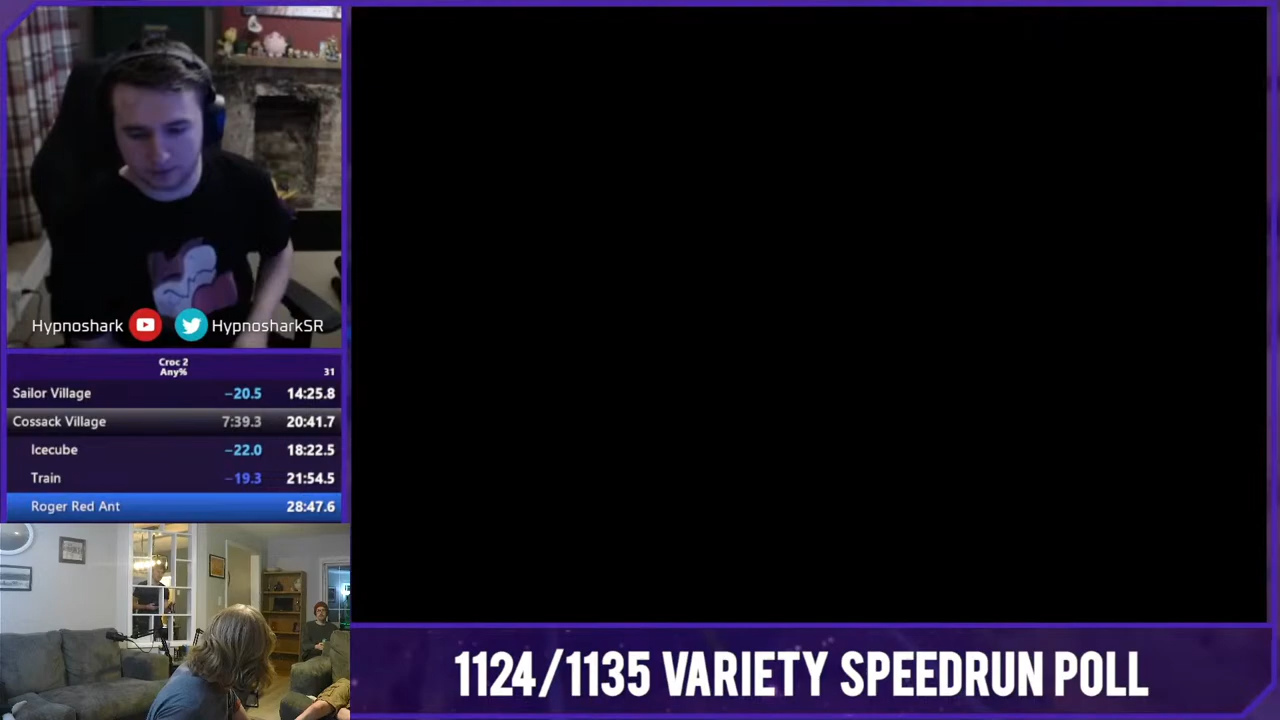 Hypnoshark HypnosharkSR
Croc 2
Any%
31
Sailor Village -20.5 14:25.8
Cossack Village 7:39.3 20:41.7
Icecube -22.0 18:22.5
Train -19.3 21:54.5
Roger Red Ant 28:47.6
1124/1135 VARIETY SPEEDRUN POLL